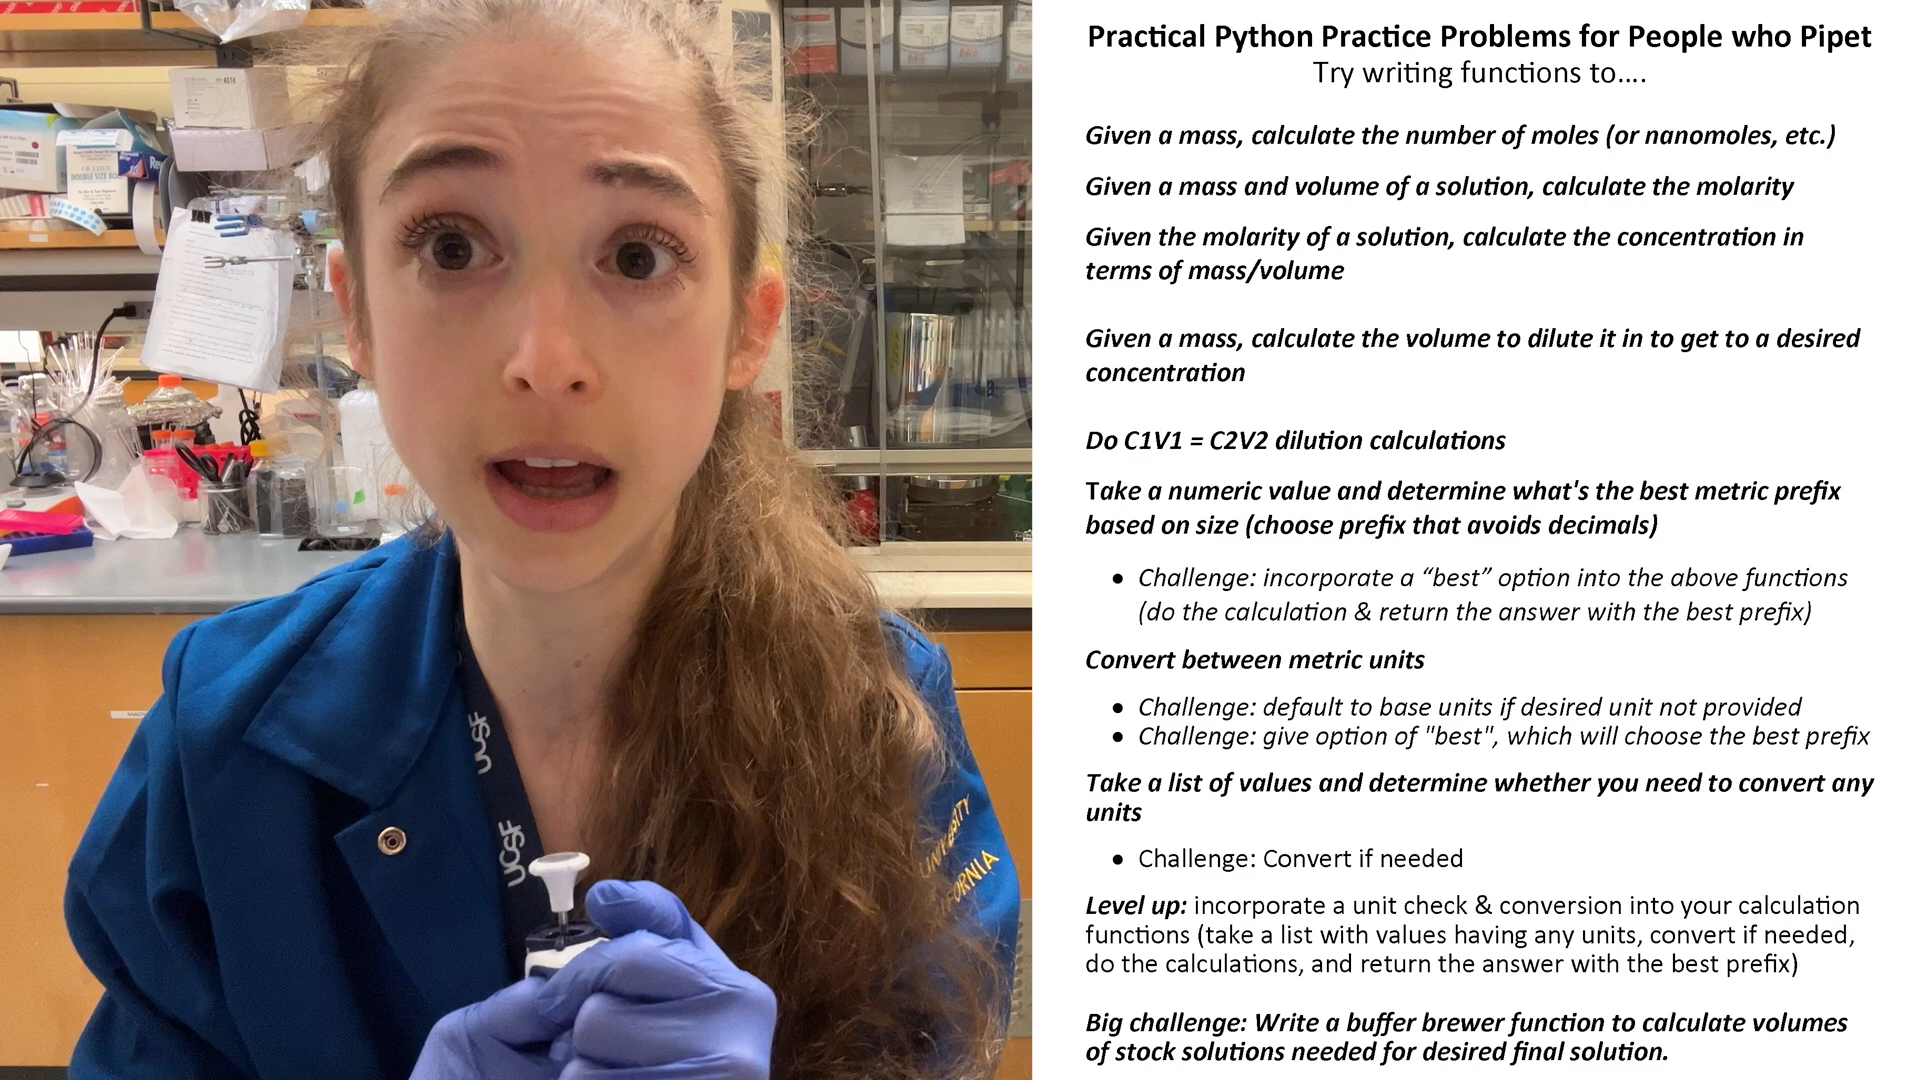 Practical Python Practice Problems for People who Pipet
Try writing functions to....
Given a mass, calculate the number of moles (or nanomoles, etc.)
Given a mass and volume of a solution, calculate the molarity
Given the molarity of a solution, calculate the concentration in
terms of mass/volume
Given a mass, calculate the volume to dilute it in to get to a desired
concentration
Do C1V1 = C2V2 dilution calculations
Take a numeric value and determine what's the best metric prefix
based on size (choose prefix that avoids decimals)
• Challenge: incorporate a “best” option into the above functions
(do the calculation & return the answer with the best prefix)
Convert between metric units
• Challenge: default to base units if desired unit not provided
• Challenge: give option of "best", which will choose the best prefix
Take a list of values and determine whether you need to convert any
units
• Challenge: Convert if needed
Level up: incorporate a unit check & conversion into your calculation
functions (take a list with values having any units, convert if needed,
do the calculations, and return the answer with the best prefix)
Big challenge: Write a buffer brewer function to calculate volumes
of stock solutions needed for desired final solution.
UCSF
UCSF
DOUBLE SIZE